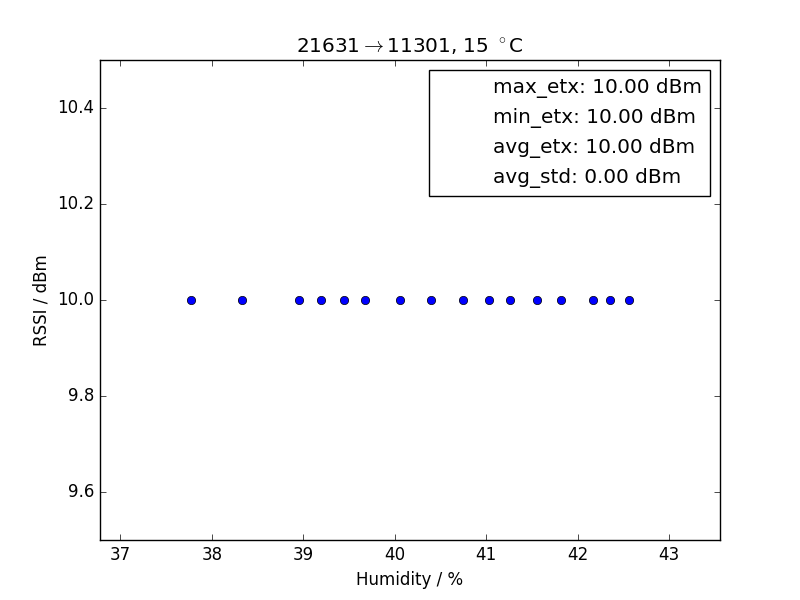 21631→11301, 15 °C
max_etx: 10.00 dBm
min_etx: 10.00 dBm
avg_etx: 10.00 dBm
avg_std: 0.00 dBm
10.4
10.2
10.0
9.8
9.6
RSSI / dBm
37 38 39 40 41 42 43
Humidity / %